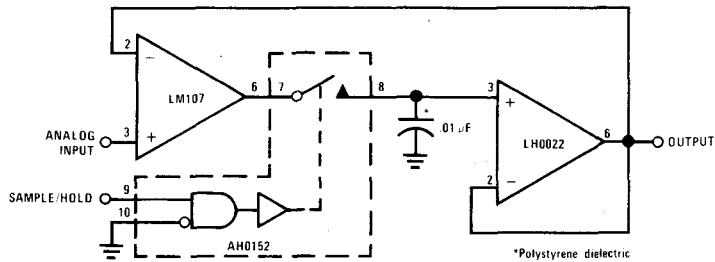 2
LM107
6
7
8
3
LH0022
6
OUTPUT
ANALOG
INPUT
3
*
.01 µF
2
SAMPLE/HOLD
9
10
AH0152
*Polystyrene dielectric
−
+
+
−